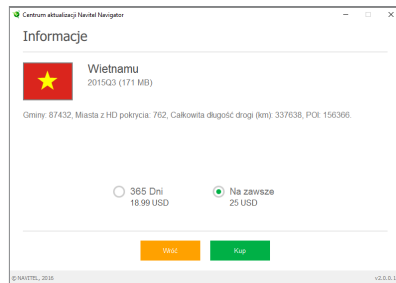 Centrum aktualizacji Navitel Navigator
Informacje
Wietnamu
2015Q3 (171 MB)
Gminy: 87432, Miasta z HD pokrycia: 762, Całkowita długość drogi (km): 337638, POI: 156366.
365 Dni
18.99 USD
Na zawsze
25 USD
Wróć
Kup
© NAVITEL, 2016
v2.0.0.1